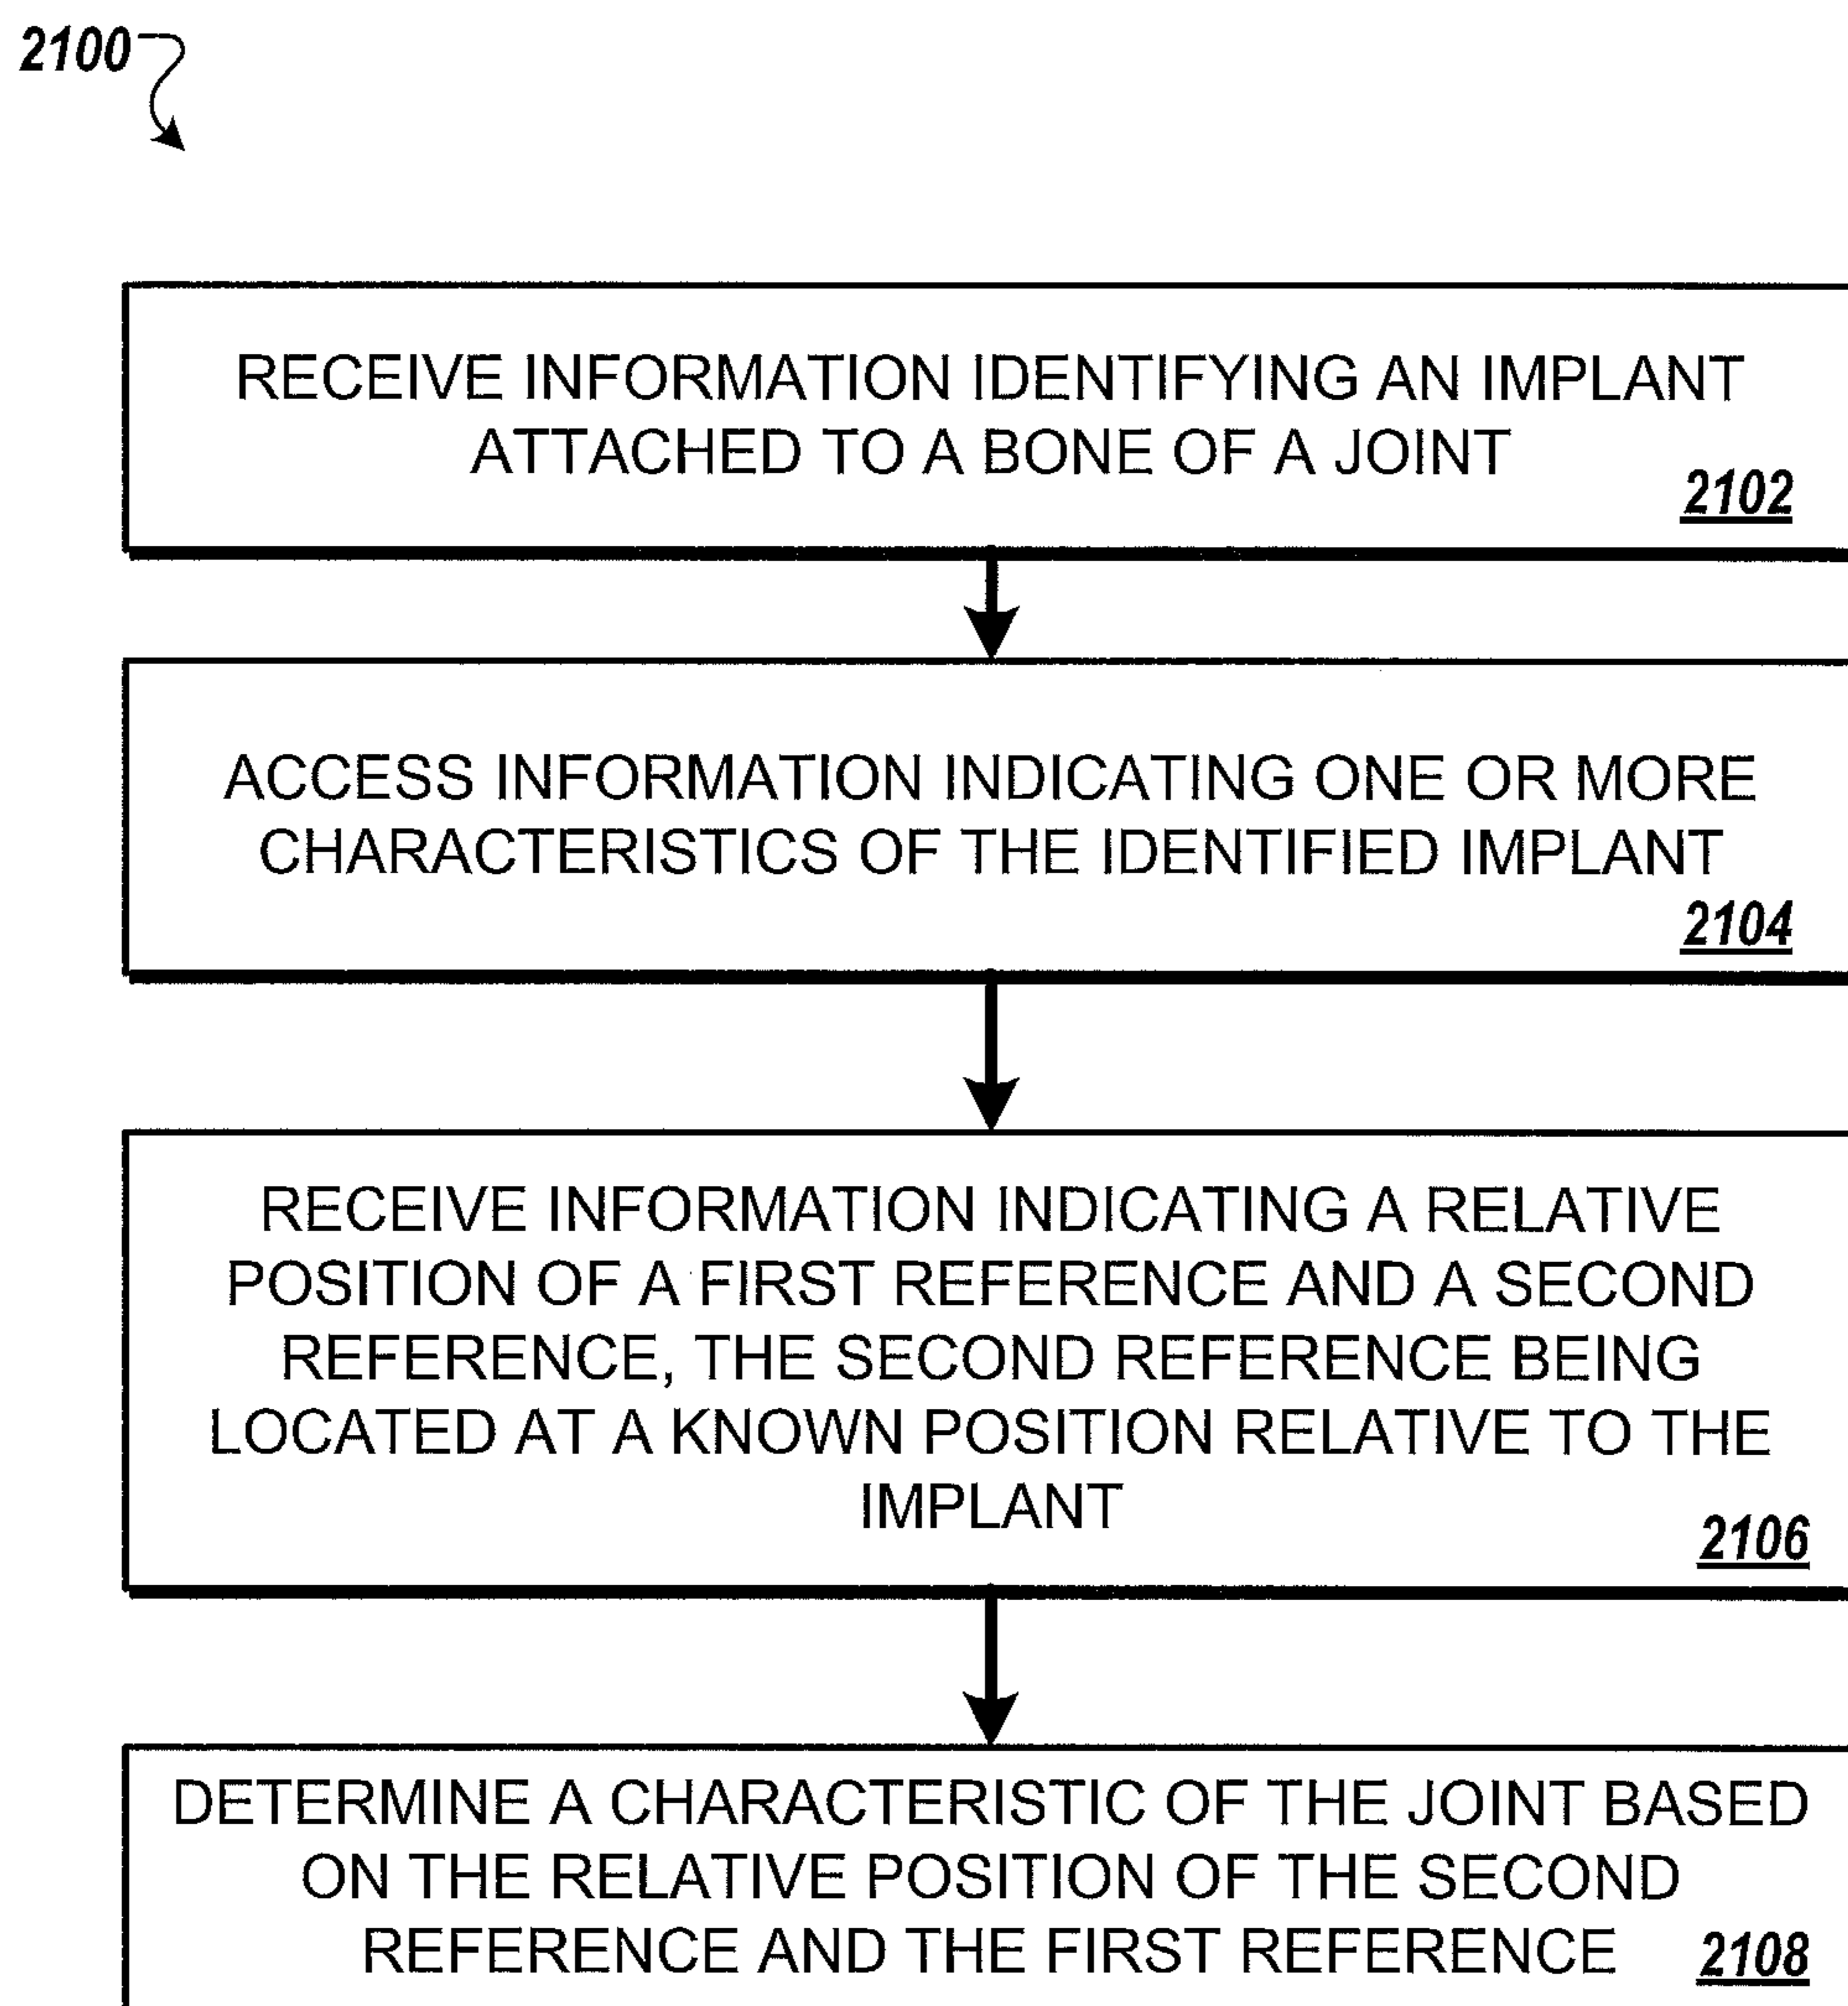 2100
RECEIVE INFORMATION IDENTIFYING AN IMPLANT
ATTACHED TO A BONE OF A JOINT
2102
ACCESS INFORMATION INDICATING ONE OR MORE
CHARACTERISTICS OF THE IDENTIFIED IMPLANT
2104
RECEIVE INFORMATION INDICATING A RELATIVE
POSITION OF A FIRST REFERENCE AND A SECOND
REFERENCE, THE SECOND REFERENCE BEING
LOCATED AT A KNOWN POSITION RELATIVE TO THE
IMPLANT
2106
DETERMINE A CHARACTERISTIC OF THE JOINT BASED
ON THE RELATIVE POSITION OF THE SECOND
REFERENCE AND THE FIRST REFERENCE
2108